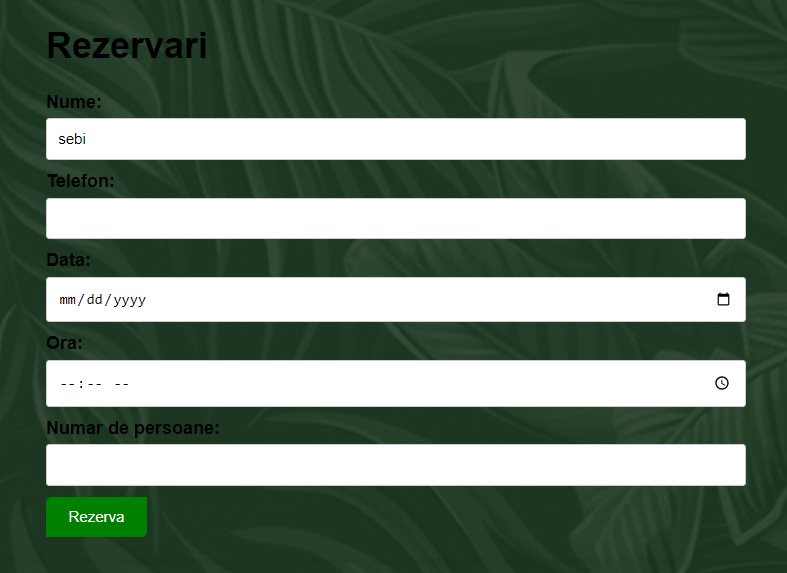 Rezervari
Nume:
sebi
Telefon:
Data:
mm/dd/yyyy
Ora:
--:-- --
Numar de persoane:
Rezerva